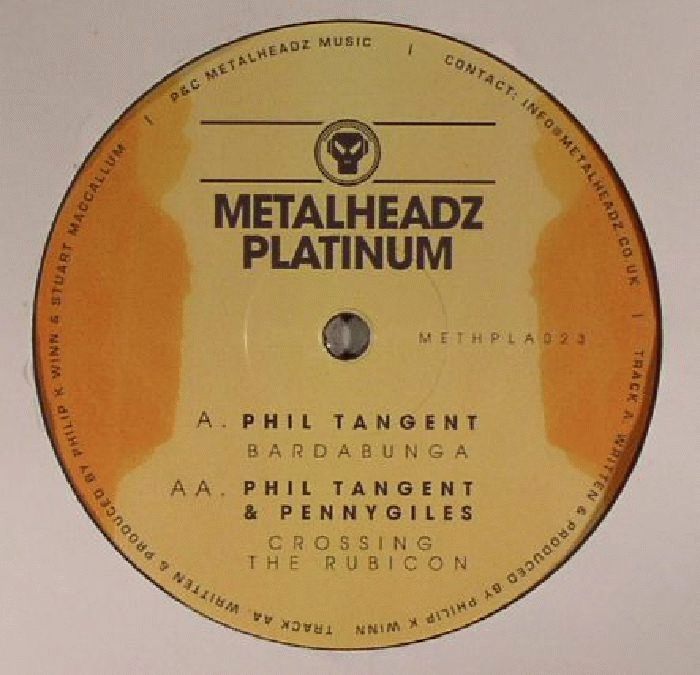 P&C METALHEADZ MUSIC | CONTACT: INFO@METALHEADZ.CO.UK | TRACK A. WRITTEN & PRODUCED BY PHILIP K WINN TRACK AA. WRITTEN & PRODUCED BY PHILIP K WINN & STUART MACCALLUM |
METALHEADZ
PLATINUM
METHPLA023
A. PHIL TANGENT
BARDABUNGA
AA. PHIL TANGENT
& PENNYGILES
CROSSING
THE RUBICON